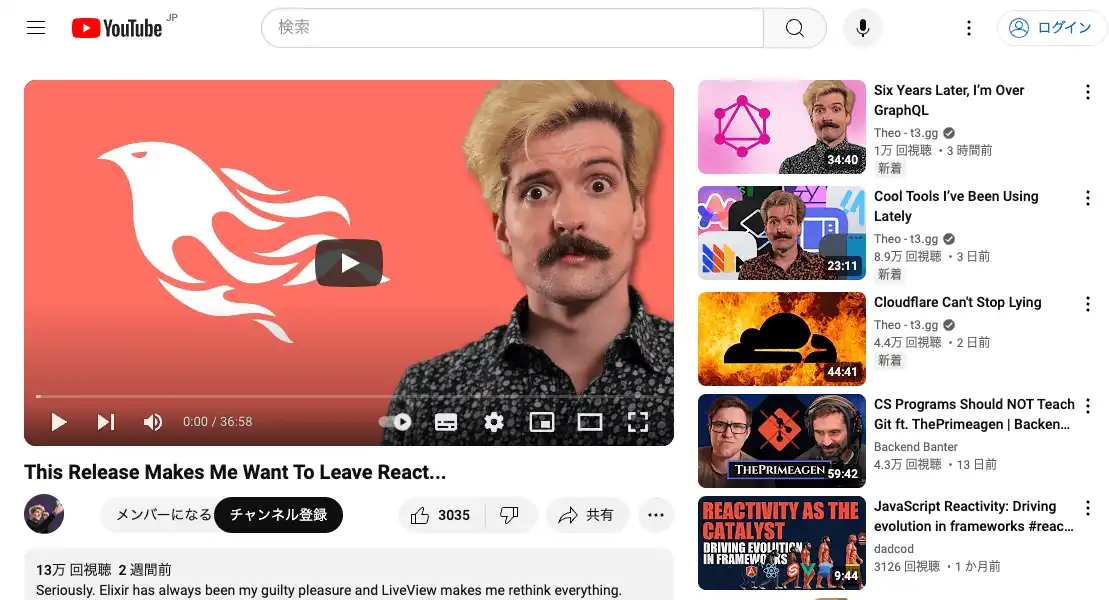 YouTube JP
検索
ログイン
0:00 / 36:58
This Release Makes Me Want To Leave React...
メンバーになる
チャンネル登録
3035
共有
13万 回視聴 2 週間前
Seriously. Elixir has always been my guilty pleasure and LiveView makes me rethink everything.
34:40
Six Years Later, I’m Over
GraphQL
Theo - t3.gg
1万 回視聴 ・3 時間前
新着
23:11
Cool Tools I’ve Been Using
Lately
Theo - t3.gg
8.9万 回視聴 ・3 日前
新着
44:41
Cloudflare Can't Stop Lying
Theo - t3.gg
4.4万 回視聴 ・2 日前
新着
THEPRIMEAGEN
59:42
CS Programs Should NOT Teach
Git ft. ThePrimeagen | Backen...
Backend Banter
4.3万 回視聴 ・13 日前
REACTIVITY AS THE
CATALYST
DRIVING EVOLUTION
IN FRAMEWORKS
9:44
JavaScript Reactivity: Driving
evolution in frameworks #reac...
dadcod
3126 回視聴 ・1 か月前